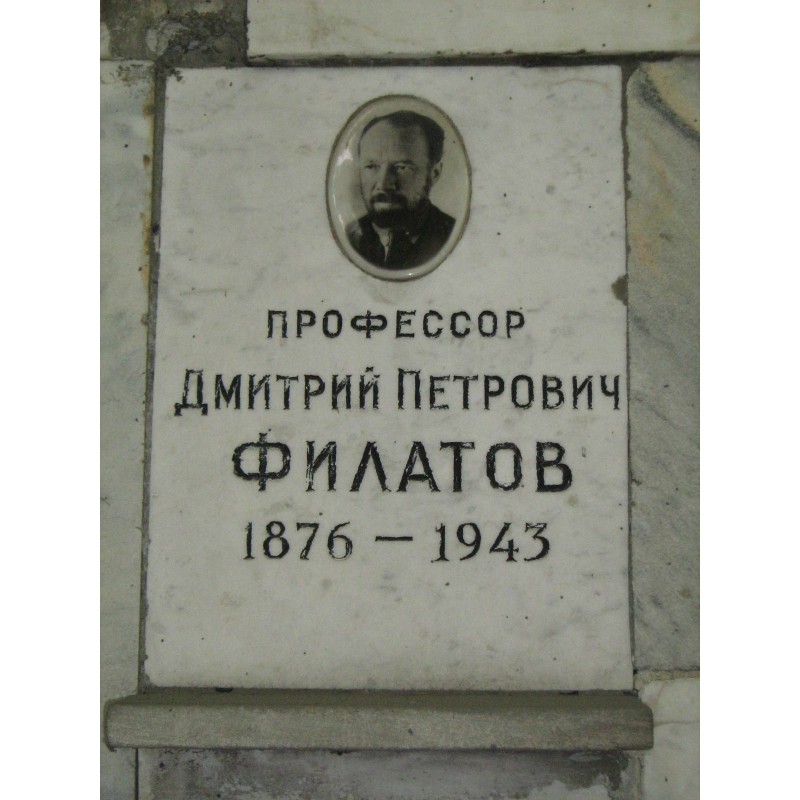 ПРОФЕССОР
ДМИТРИЙ ПЕТРОВИЧ
ФИЛАТОВ
1876 — 1943